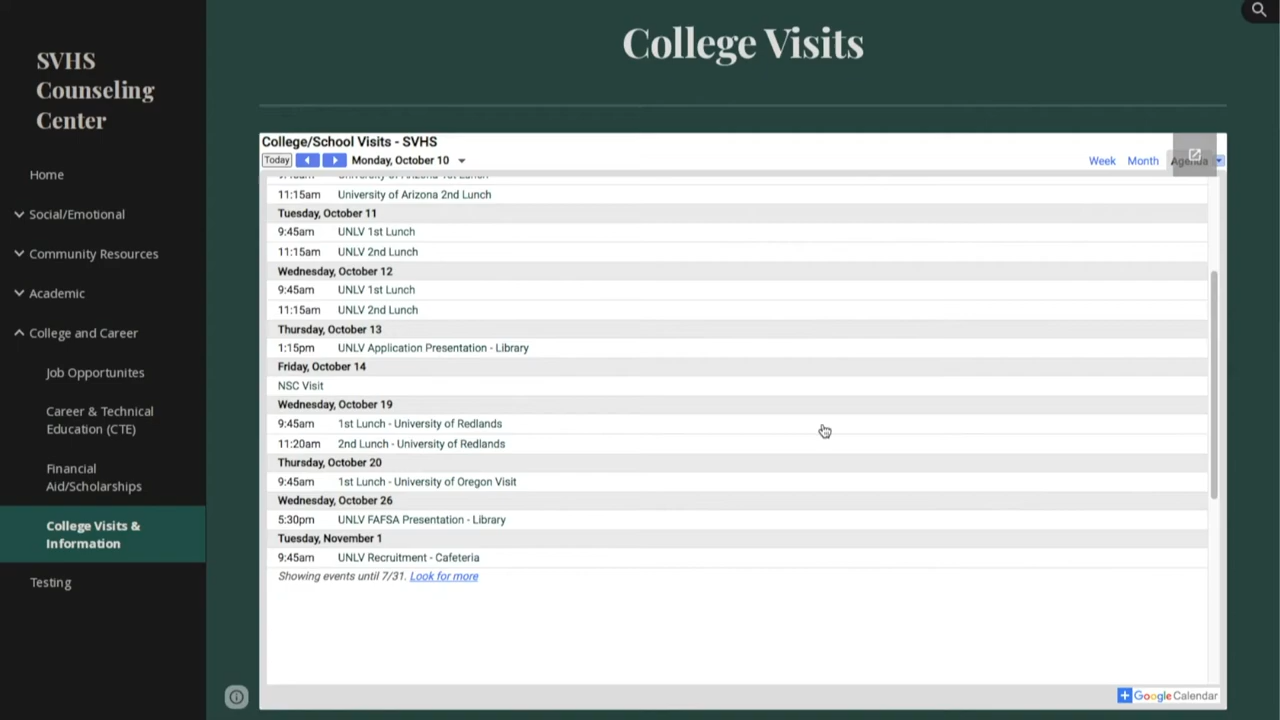 College Visits
SVHS
Counseling
Center
Home
Social/Emotional
Community Resources
Academic
College and Career
Job Opportunites
Career & Technical
Education (CTE)
Financial
Aid/Scholarships
College Visits &
Information
Testing
College/School Visits - SVHS
Today Monday, October 10 Week Month Agenda
11:15am University of Arizona 2nd Lunch
Tuesday, October 11
9:45am UNLV 1st Lunch
11:15am UNLV 2nd Lunch
Wednesday, October 12
9:45am UNLV 1st Lunch
11:15am UNLV 2nd Lunch
Thursday, October 13
1:15pm UNLV Application Presentation - Library
Friday, October 14
NSC Visit
Wednesday, October 19
9:45am 1st Lunch - University of Redlands
11:20am 2nd Lunch - University of Redlands
Thursday, October 20
9:45am 1st Lunch - University of Oregon Visit
Wednesday, October 26
5:30pm UNLV FAFSA Presentation - Library
Tuesday, November 1
9:45am UNLV Recruitment - Cafeteria
Showing events until 7/31. Look for more
Google Calendar